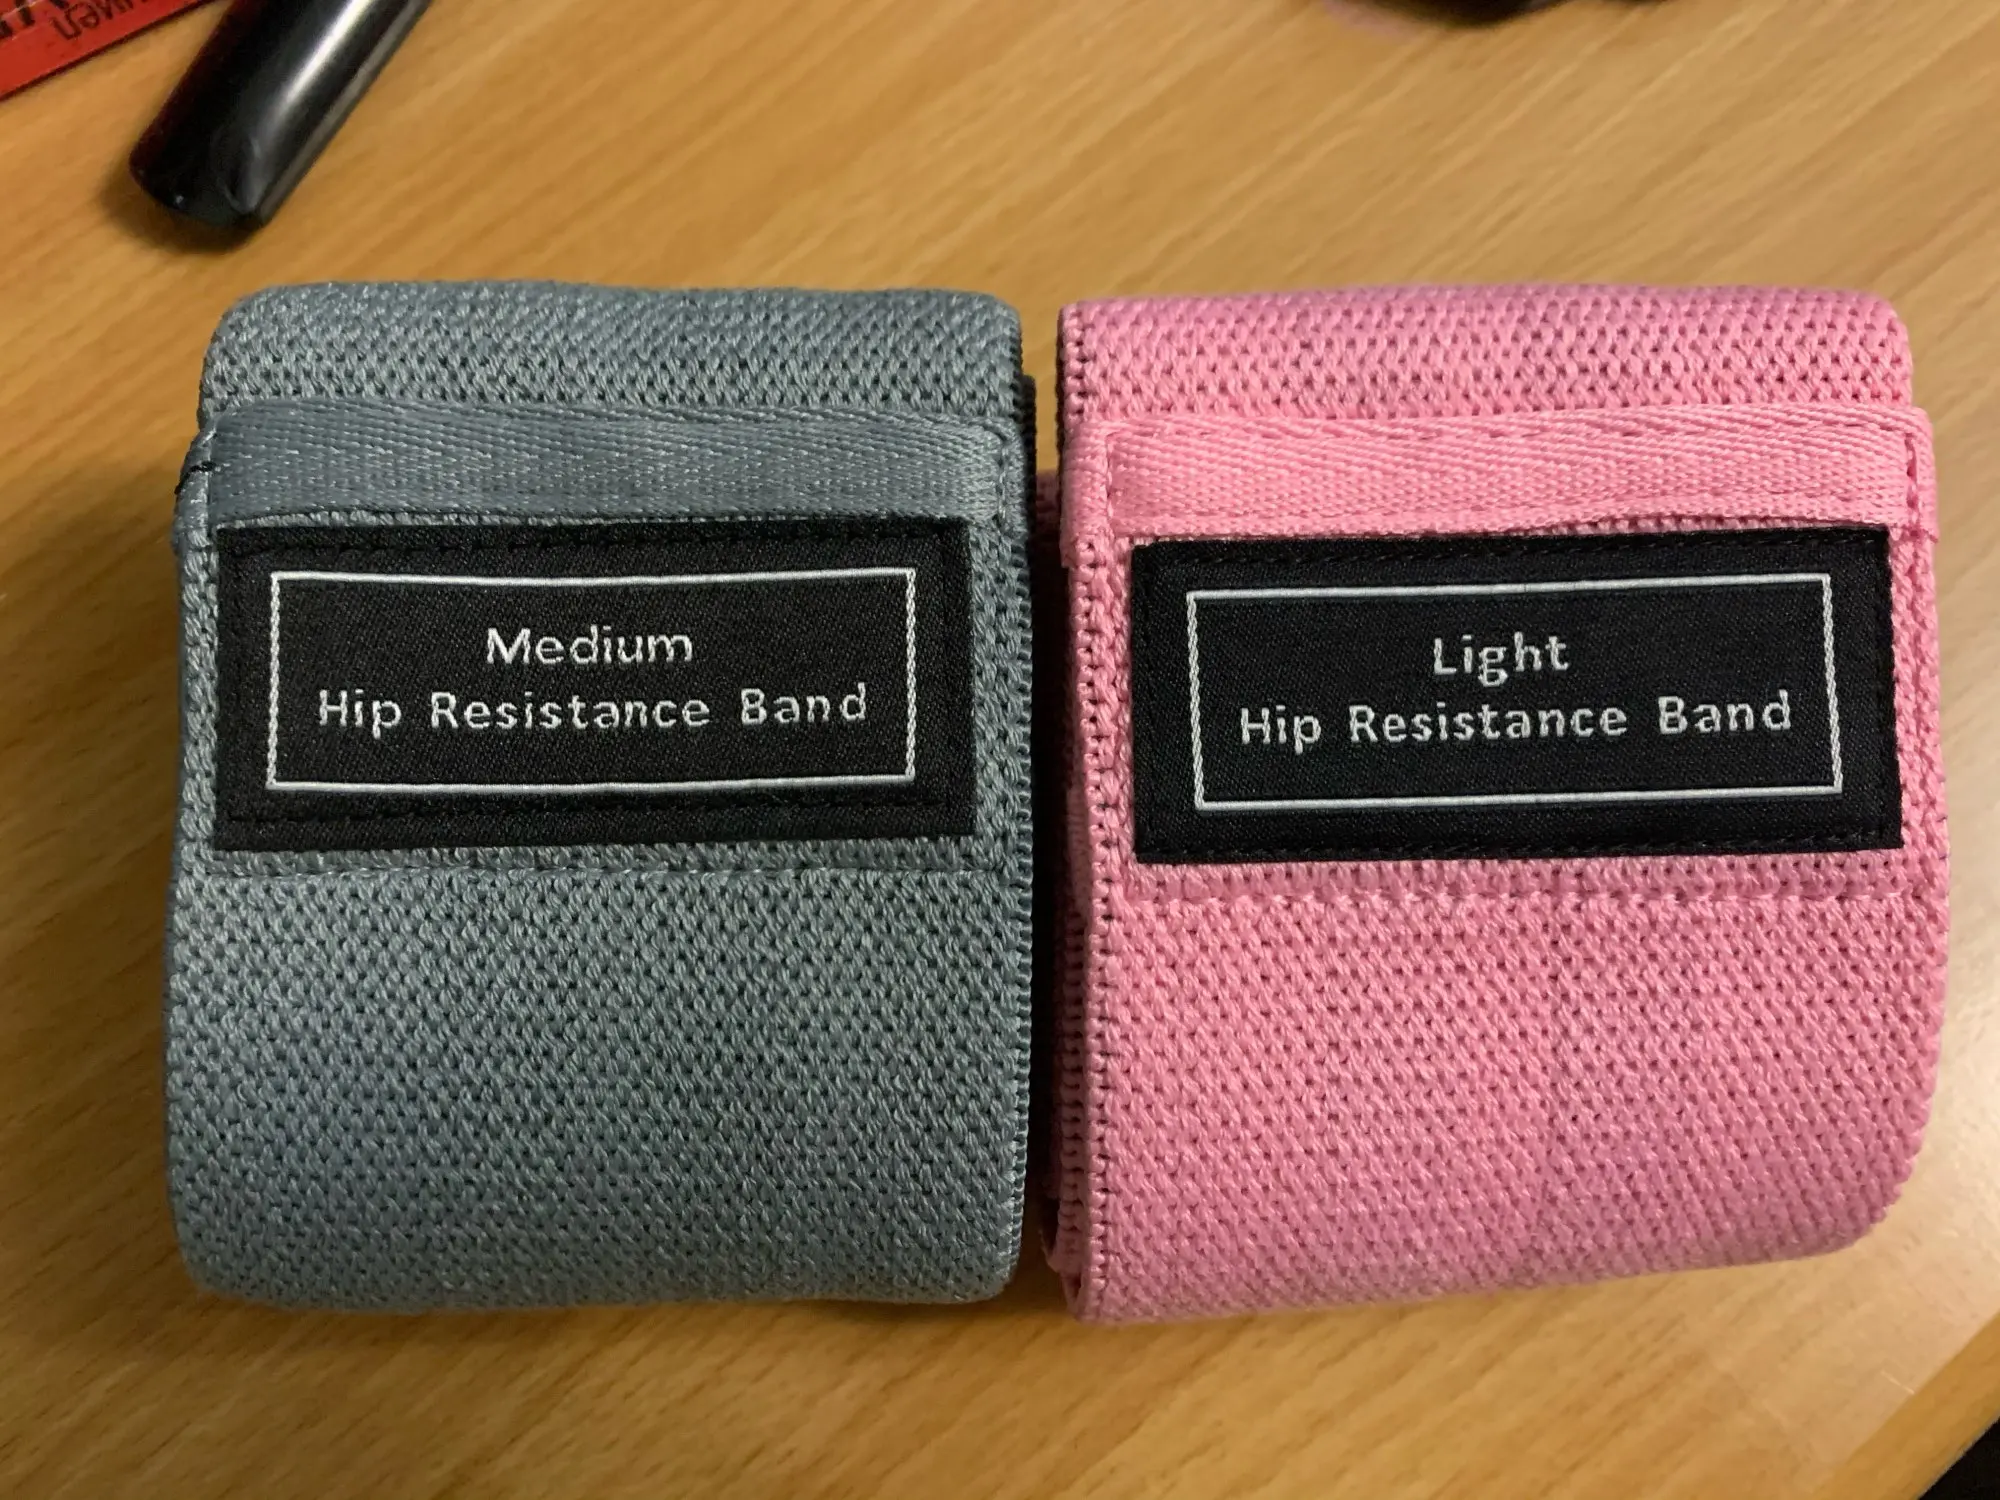 Medium
Hip Resistance Band
Light
Hip Resistance Band